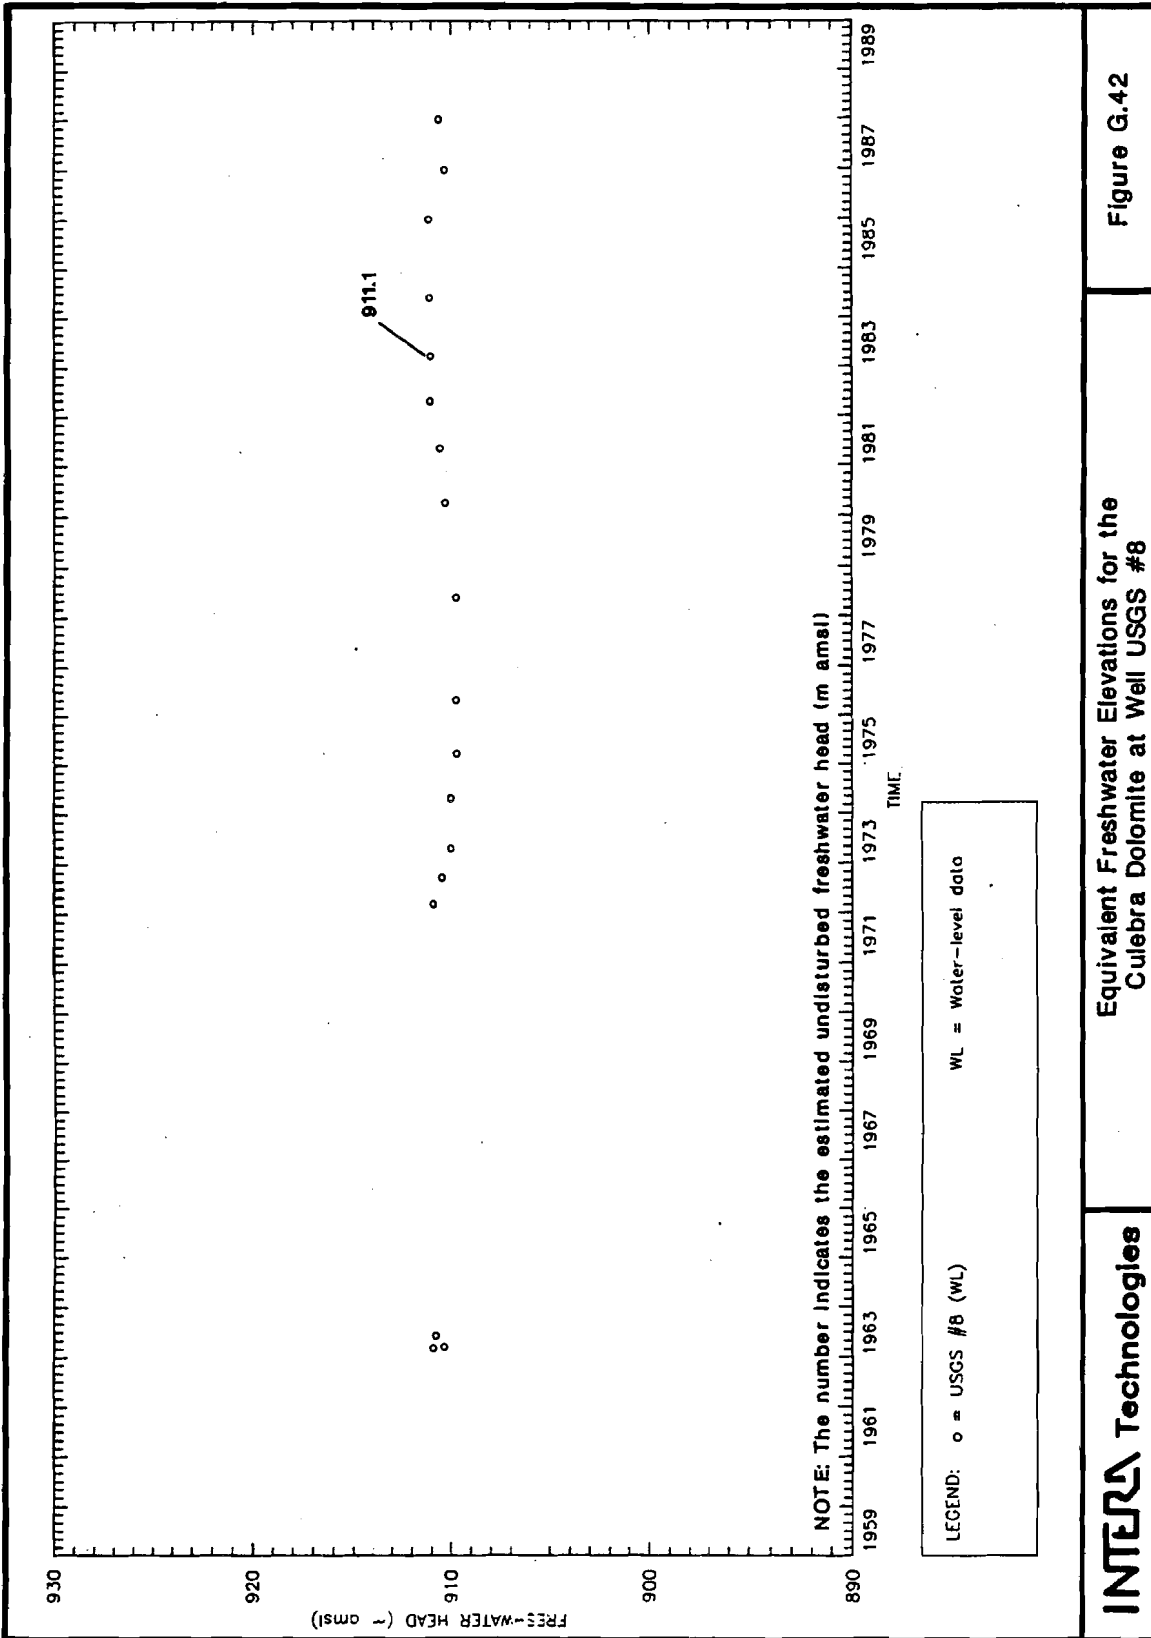 930
920
910
900
890
FRES-WATER HEAD (~ amsl)
911.1
NOTE: The number indicates the estimated undisturbed freshwater head (m amsl)
1959 1961 1963 1965 1967 1969 1971 1973 1975 1977 1979 1981 1983 1985 1987 1989
TIME
LEGEND: o = USGS #8 (WL) WL = Water-level data
INTERA Technologies
Equivalent Freshwater Elevations for the
Culebra Dolomite at Well USGS #8
Figure G.42